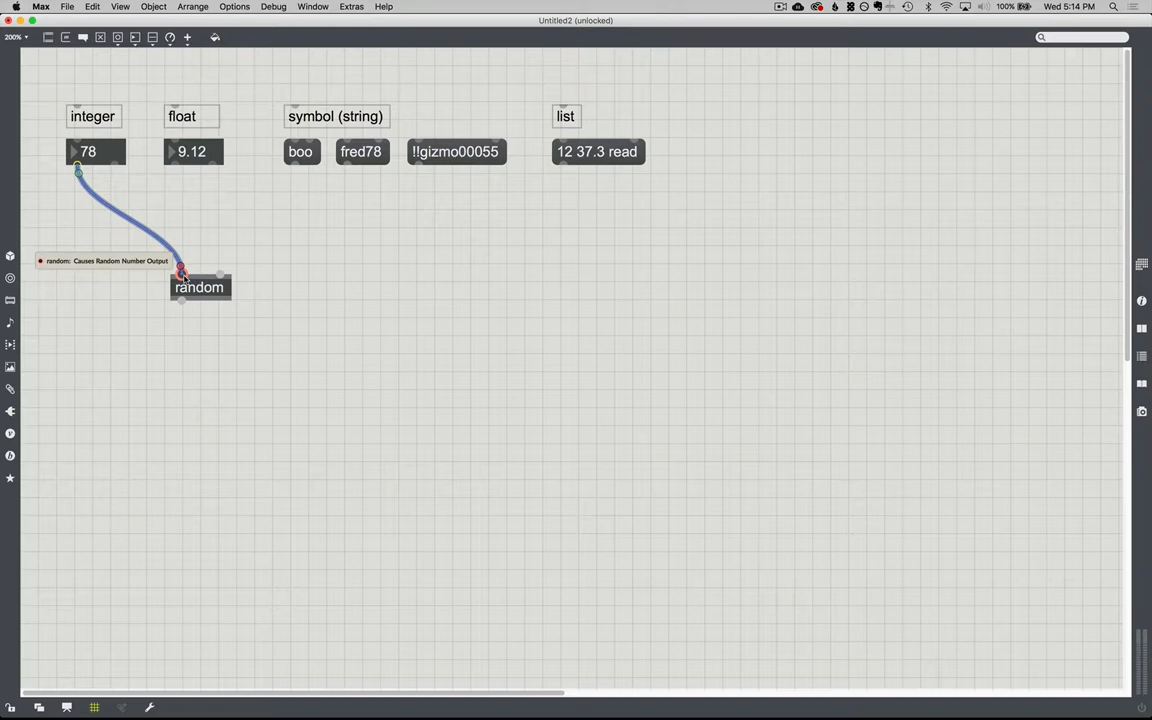 Max File Edit View Object Arrange Options Debug Window Extras Help 100% Wed 5:14 PM
Untitled2 (unlocked)
200%
integer float symbol (string) list
78 9.12 boo fred78 !!gizmo00055 12 37.3 read
random: Causes Random Number Output
random